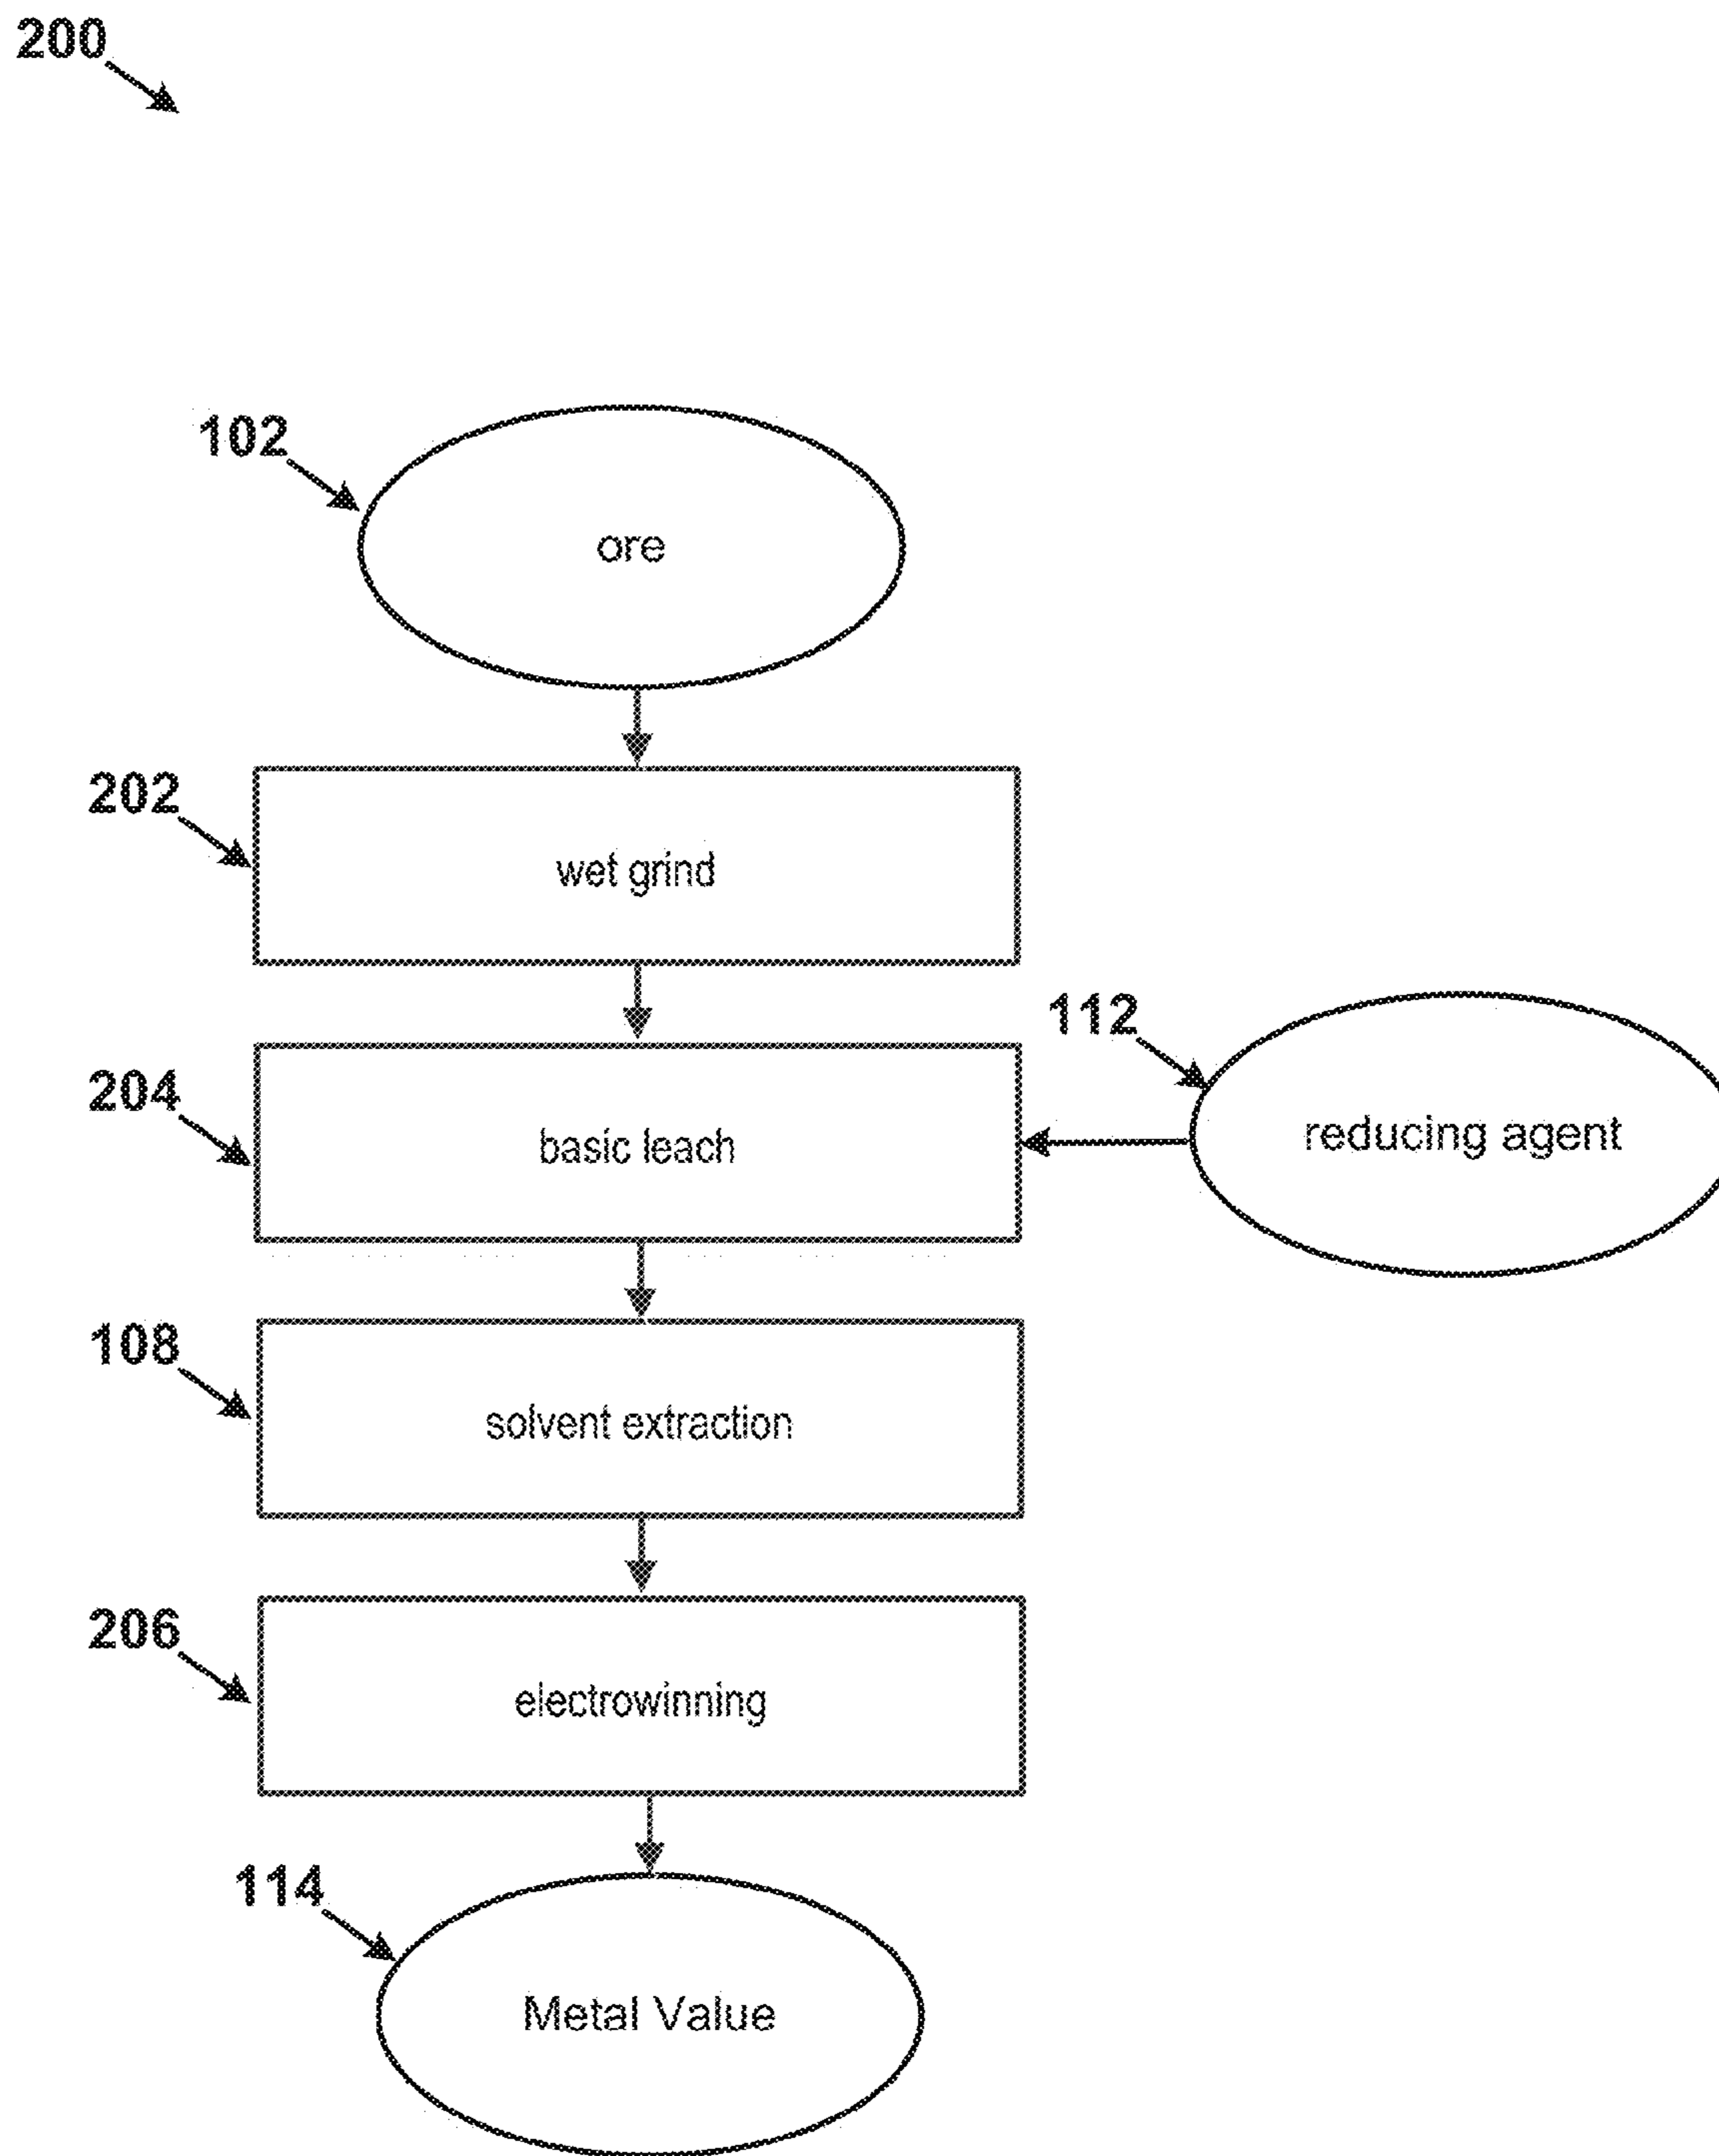 200
102
ore
202
wet grind
112
204
reducing agent
basic leach
108
solvent extraction
206
electrowinning
114
Metal Value